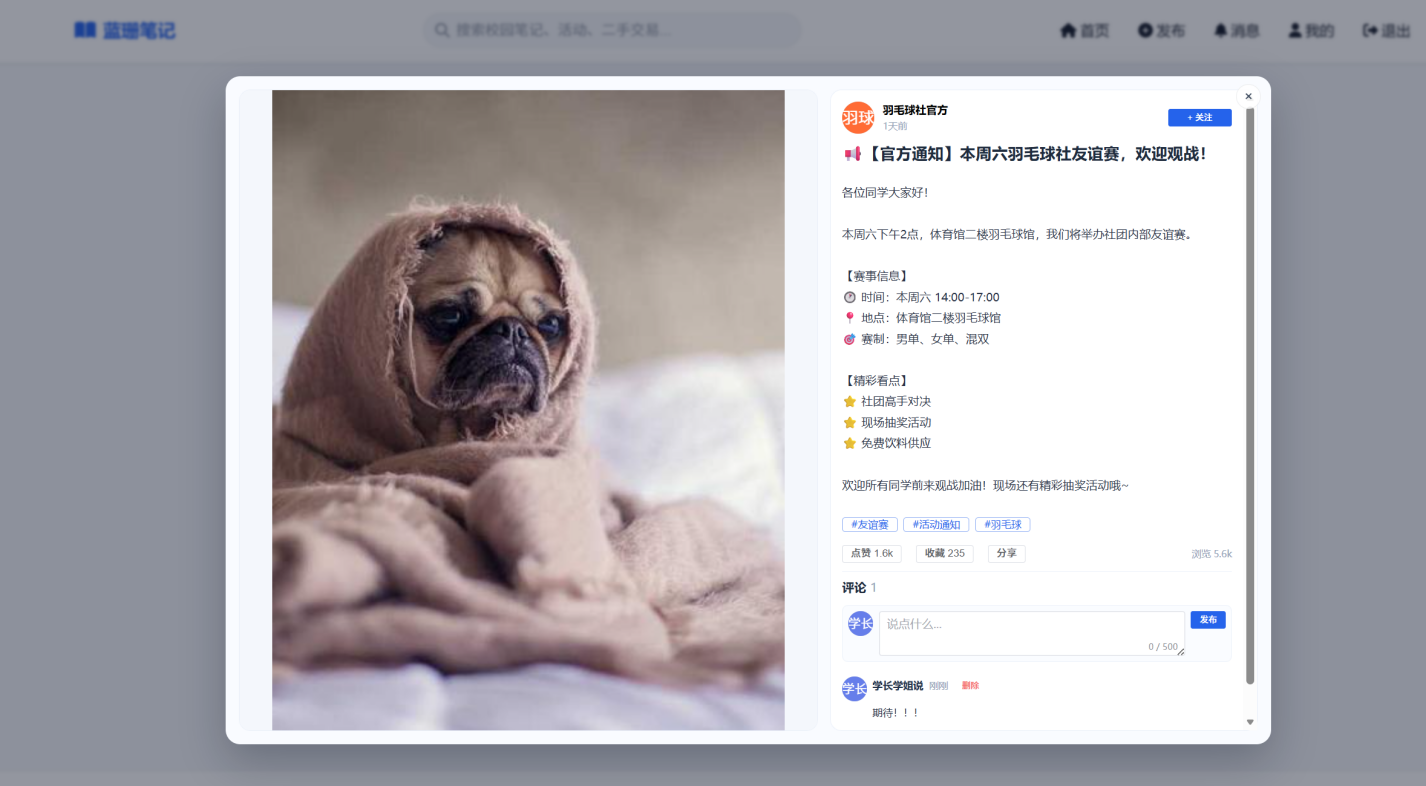 蓝珊笔记
搜索校园笔记、活动、二手交易...
首页
发布
消息
我的
退出
×
羽球
羽毛球社官方
1天前
+ 关注
【官方通知】本周六羽毛球社友谊赛，欢迎观战！
各位同学大家好！
本周六下午2点，体育馆二楼羽毛球馆，我们将举办社团内部友谊赛。
【赛事信息】
时间：本周六 14:00-17:00
地点：体育馆二楼羽毛球馆
赛制：男单、女单、混双
【精彩看点】
社团高手对决
现场抽奖活动
免费饮料供应
欢迎所有同学前来观战加油！现场还有精彩抽奖活动哦~
#友谊赛 #活动通知 #羽毛球
点赞 1.6k 收藏 235 分享 浏览 5.6k
评论 1
学长
说点什么...
0 / 500
发布
学长
学长学姐说 刚刚 删除
期待！！！